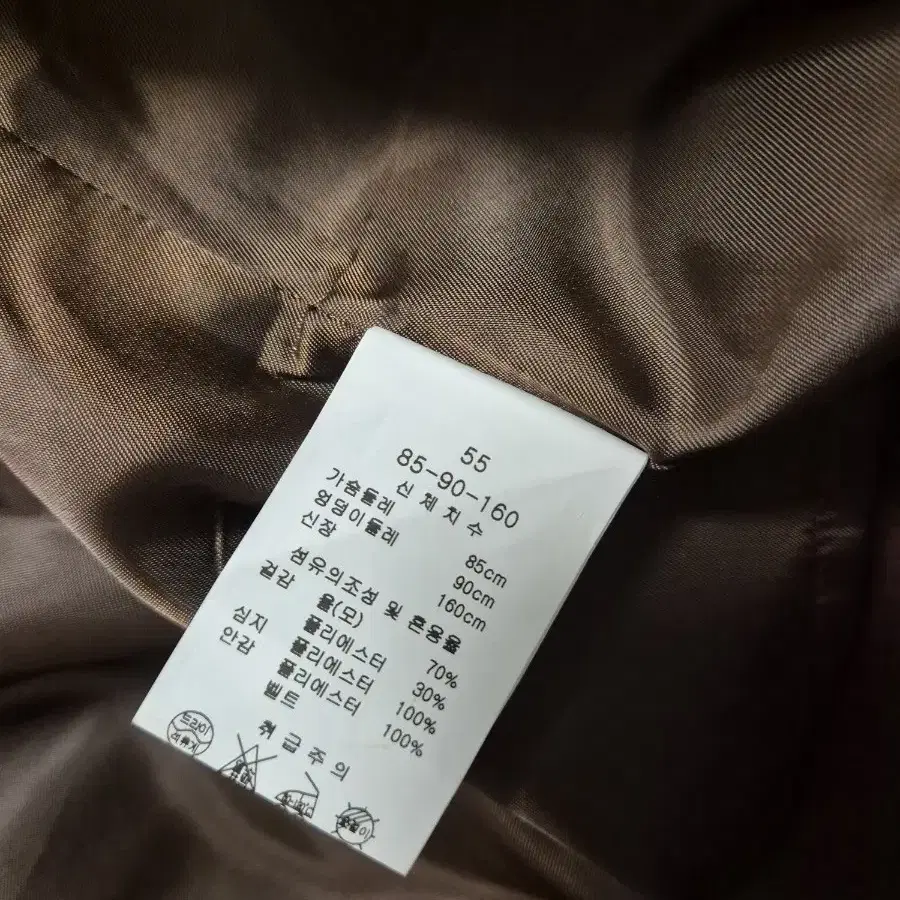 55
85-90-160
신체치수
가슴둘레 85cm
엉덩이둘레 90cm
신장 160cm
섬유의조성 및 혼용율
겉감 울(모) 70%
폴리에스터 30%
심지 폴리에스터 100%
안감 폴리에스터 100%
벨트
취급주의
드라이